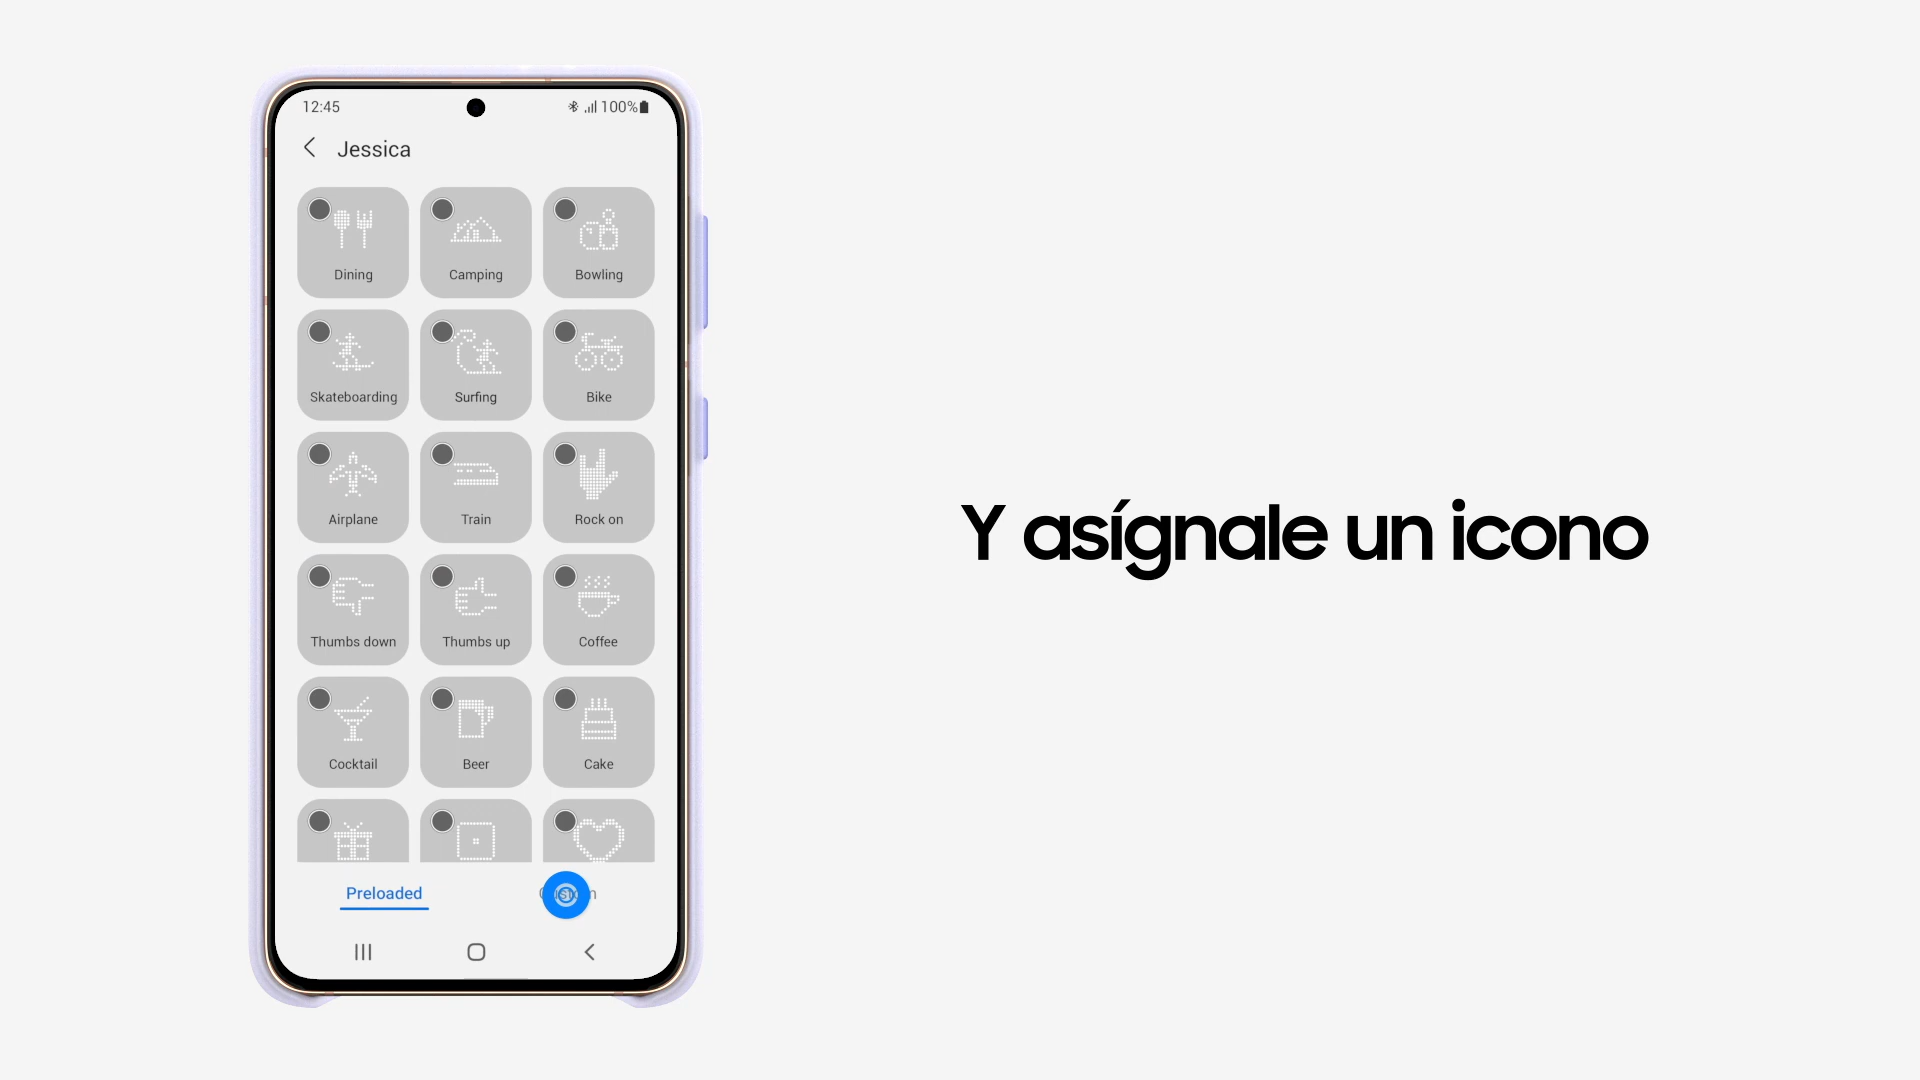 12:45
100%
Jessica
Dining
Camping
Bowling
Skateboarding
Surfing
Bike
Airplane
Train
Rock on
Thumbs down
Thumbs up
Coffee
Cocktail
Beer
Cake
Preloaded
Custom
Y asígnale un icono